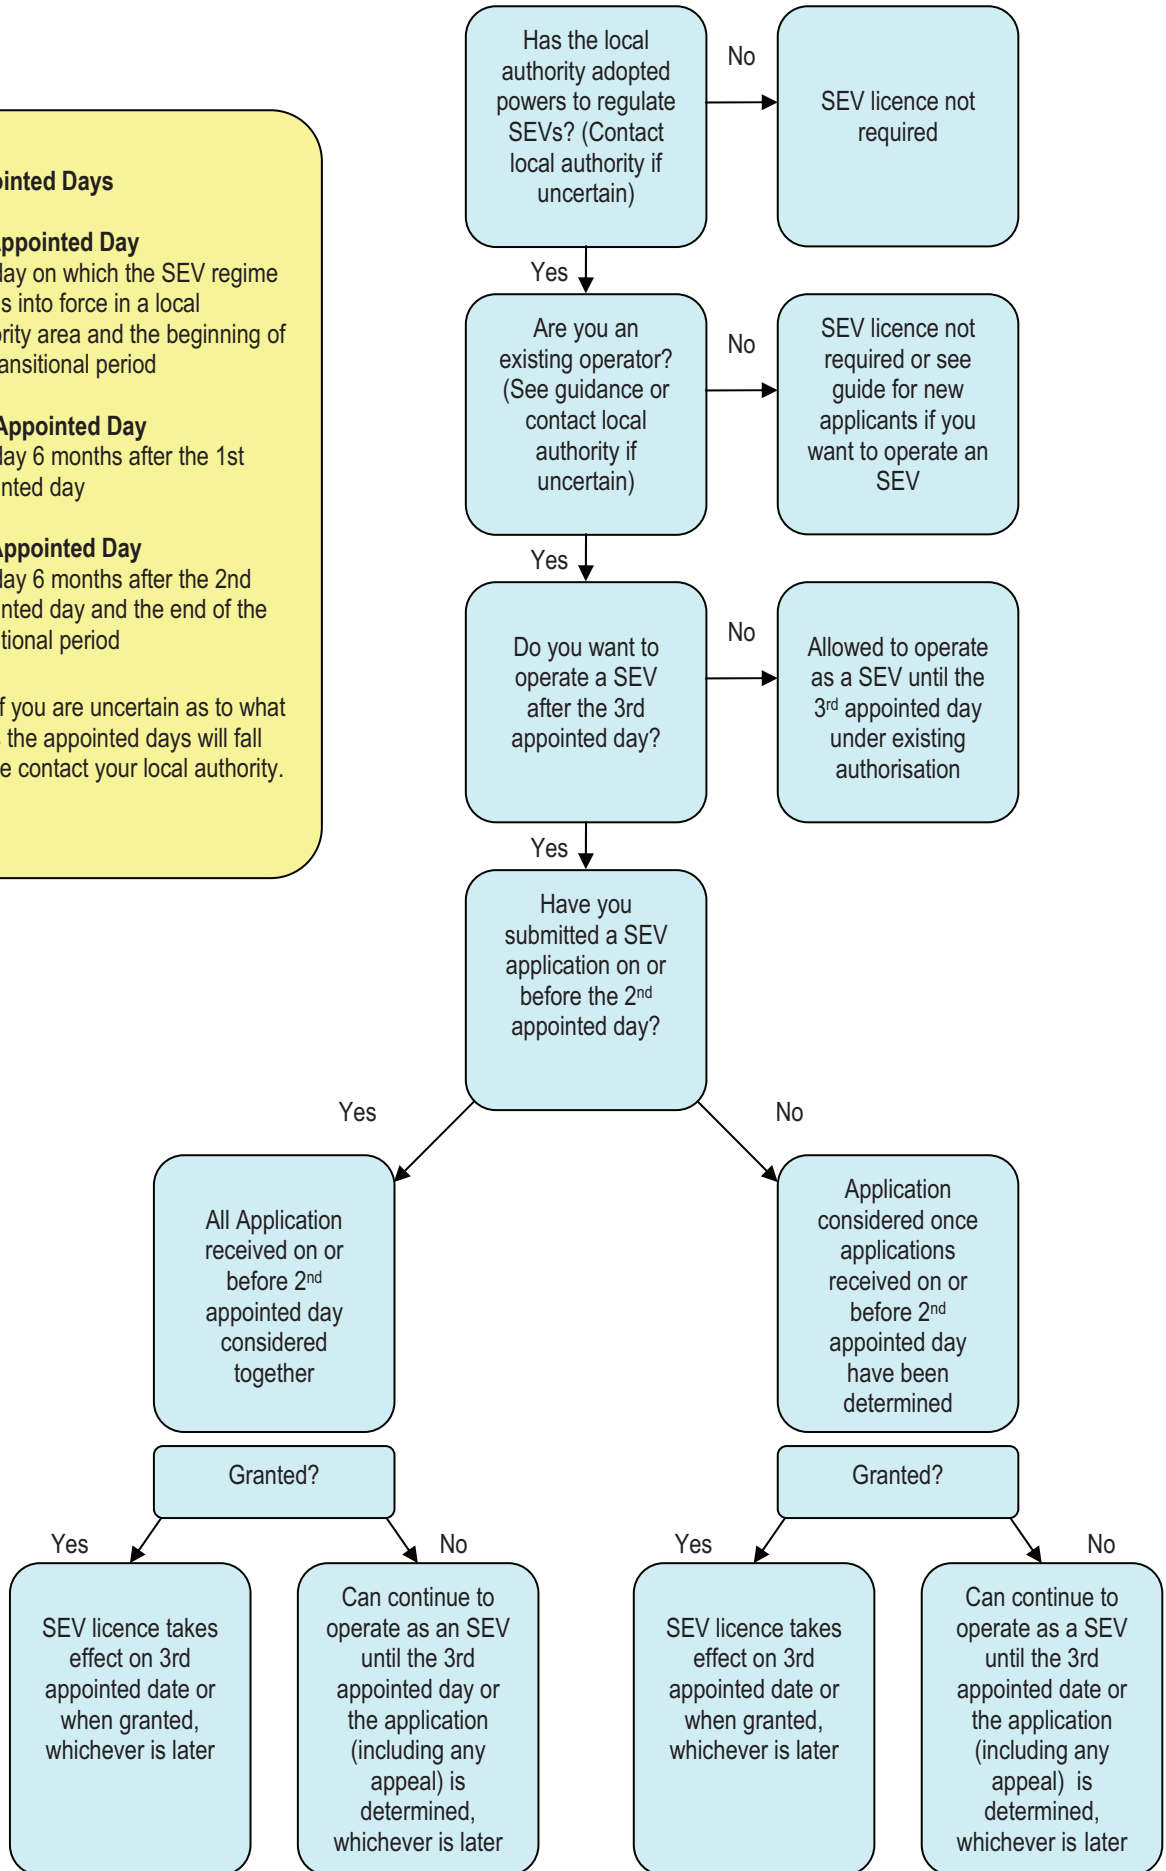 ointed Days
Appointed Day
lay on which the SEV regime
s into force in a local
rity area and the beginning of
ansitional period
Appointed Day
lay 6 months after the 1st
nted day
Appointed Day
lay 6 months after the 2nd
nted day and the end of the
tional period
f you are uncertain as to what
the appointed days will fall
e contact your local authority.
Has the local
authority adopted
powers to regulate
SEVs? (Contact
local authority if
uncertain)
No
SEV licence not
required
Yes
Are you an
existing operator?
(See guidance or
contact local
authority if
uncertain)
No
SEV licence not
required or see
guide for new
applicants if you
want to operate an
SEV
Yes
Do you want to
operate a SEV
after the 3rd
appointed day?
No
Allowed to operate
as a SEV until the
3rd appointed day
under existing
authorisation
Yes
Have you
submitted a SEV
application on or
before the 2nd
appointed day?
Yes
No
All Application
received on or
before 2nd
appointed day
considered
together
Application
considered once
applications
received on or
before 2nd
appointed day
have been
determined
Granted?
Granted?
Yes
No
Yes
No
SEV licence takes
effect on 3rd
appointed date or
when granted,
whichever is later
Can continue to
operate as an SEV
until the 3rd
appointed day or
the application
(including any
appeal) is
determined,
whichever is later
SEV licence takes
effect on 3rd
appointed date or
when granted,
whichever is later
Can continue to
operate as a SEV
until the 3rd
appointed date or
the application
(including any
appeal) is
determined,
whichever is later